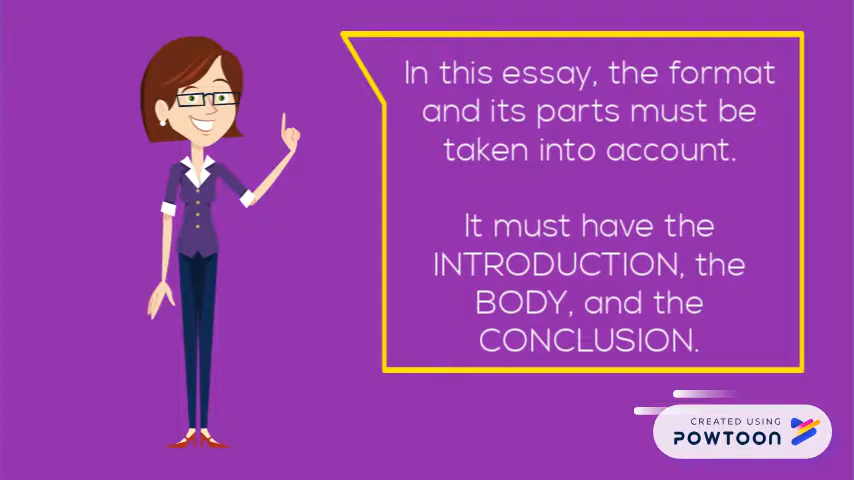 In this essay, the format
and its parts must be
taken into account.
It must have the
INTRODUCTION, the
BODY, and the
CONCLUSION.
CREATED USING
POWTOON